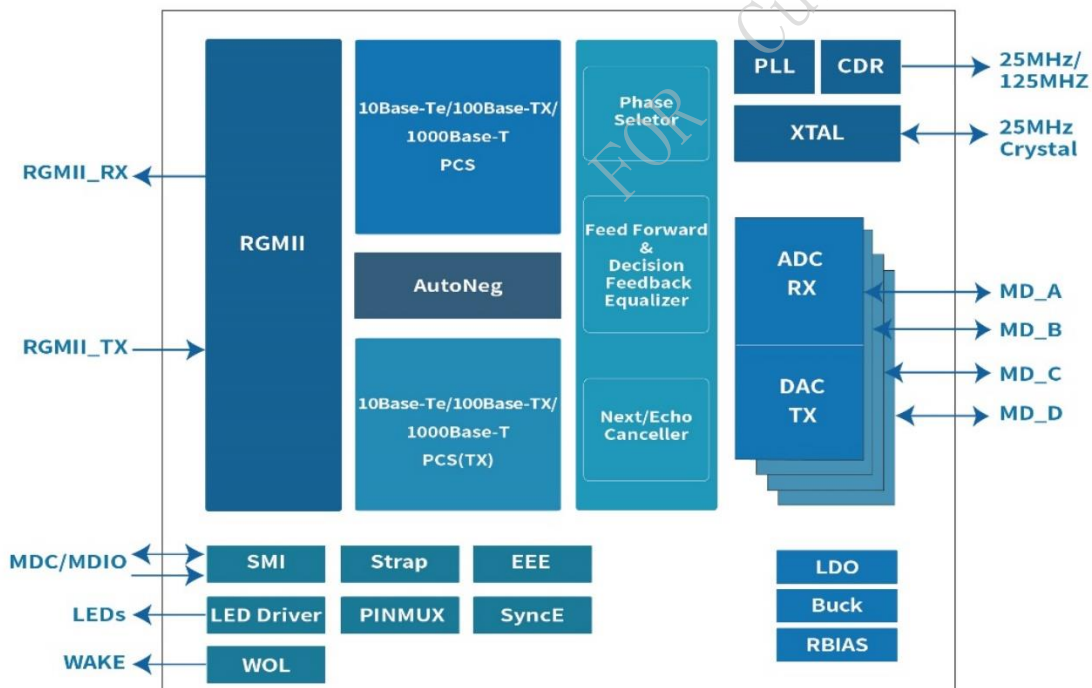 RGMII_RX
RGMII_TX
MDC/MDIO
LEDs
WAKE
RGMII
10Base-Te/100Base-TX/
1000Base-T
PCS
AutoNeg
10Base-Te/100Base-TX/
1000Base-T
PCS(TX)
Phase
Seletor
Feed Forward
&
Decision
Feedback
Equalizer
Next/Echo
Canceller
PLL
CDR
XTAL
25MHz/
125MHZ
25MHz
Crystal
ADC
RX
DAC
TX
MD_A
MD_B
MD_C
MD_D
SMI
Strap
EEE
LED Driver
PINMUX
SyncE
WOL
LDO
Buck
RBIAS
FOR